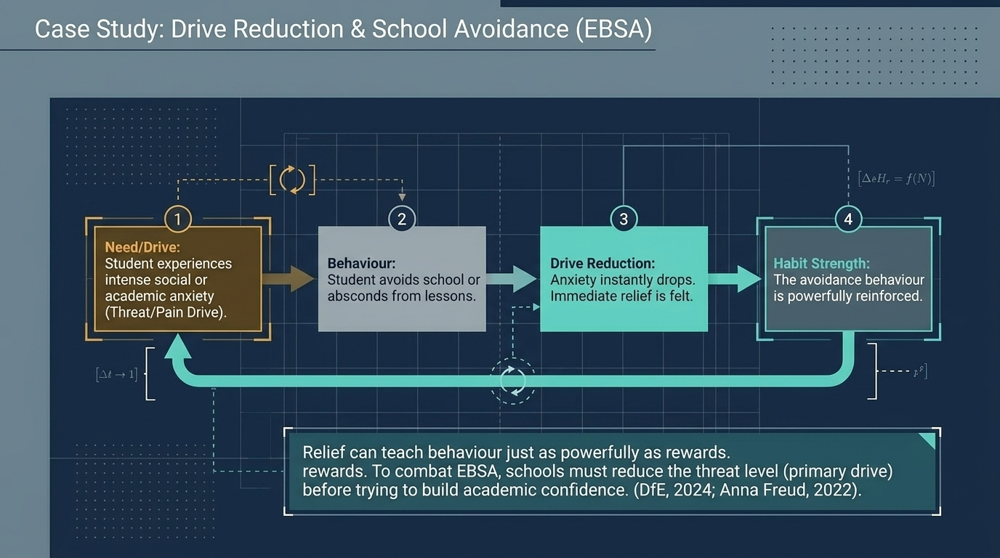 Case Study: Drive Reduction & School Avoidance (EBSA)
[ΔeHr = f(N)]
1
2
3
4
Need/Drive:
Student experiences
intense social or
academic anxiety
(Threat/Pain Drive).
Behaviour:
Student avoids school or
absconds from lessons.
Drive Reduction:
Anxiety instantly drops.
Immediate relief is felt.
Habit Strength:
The avoidance behaviour
is powerfully reinforced.
[Δt → 1]
Relief can teach behaviour just as powerfully as rewards.
rewards. To combat EBSA, schools must reduce the threat level (primary drive)
before trying to build academic confidence. (DfE, 2024; Anna Freud, 2022).